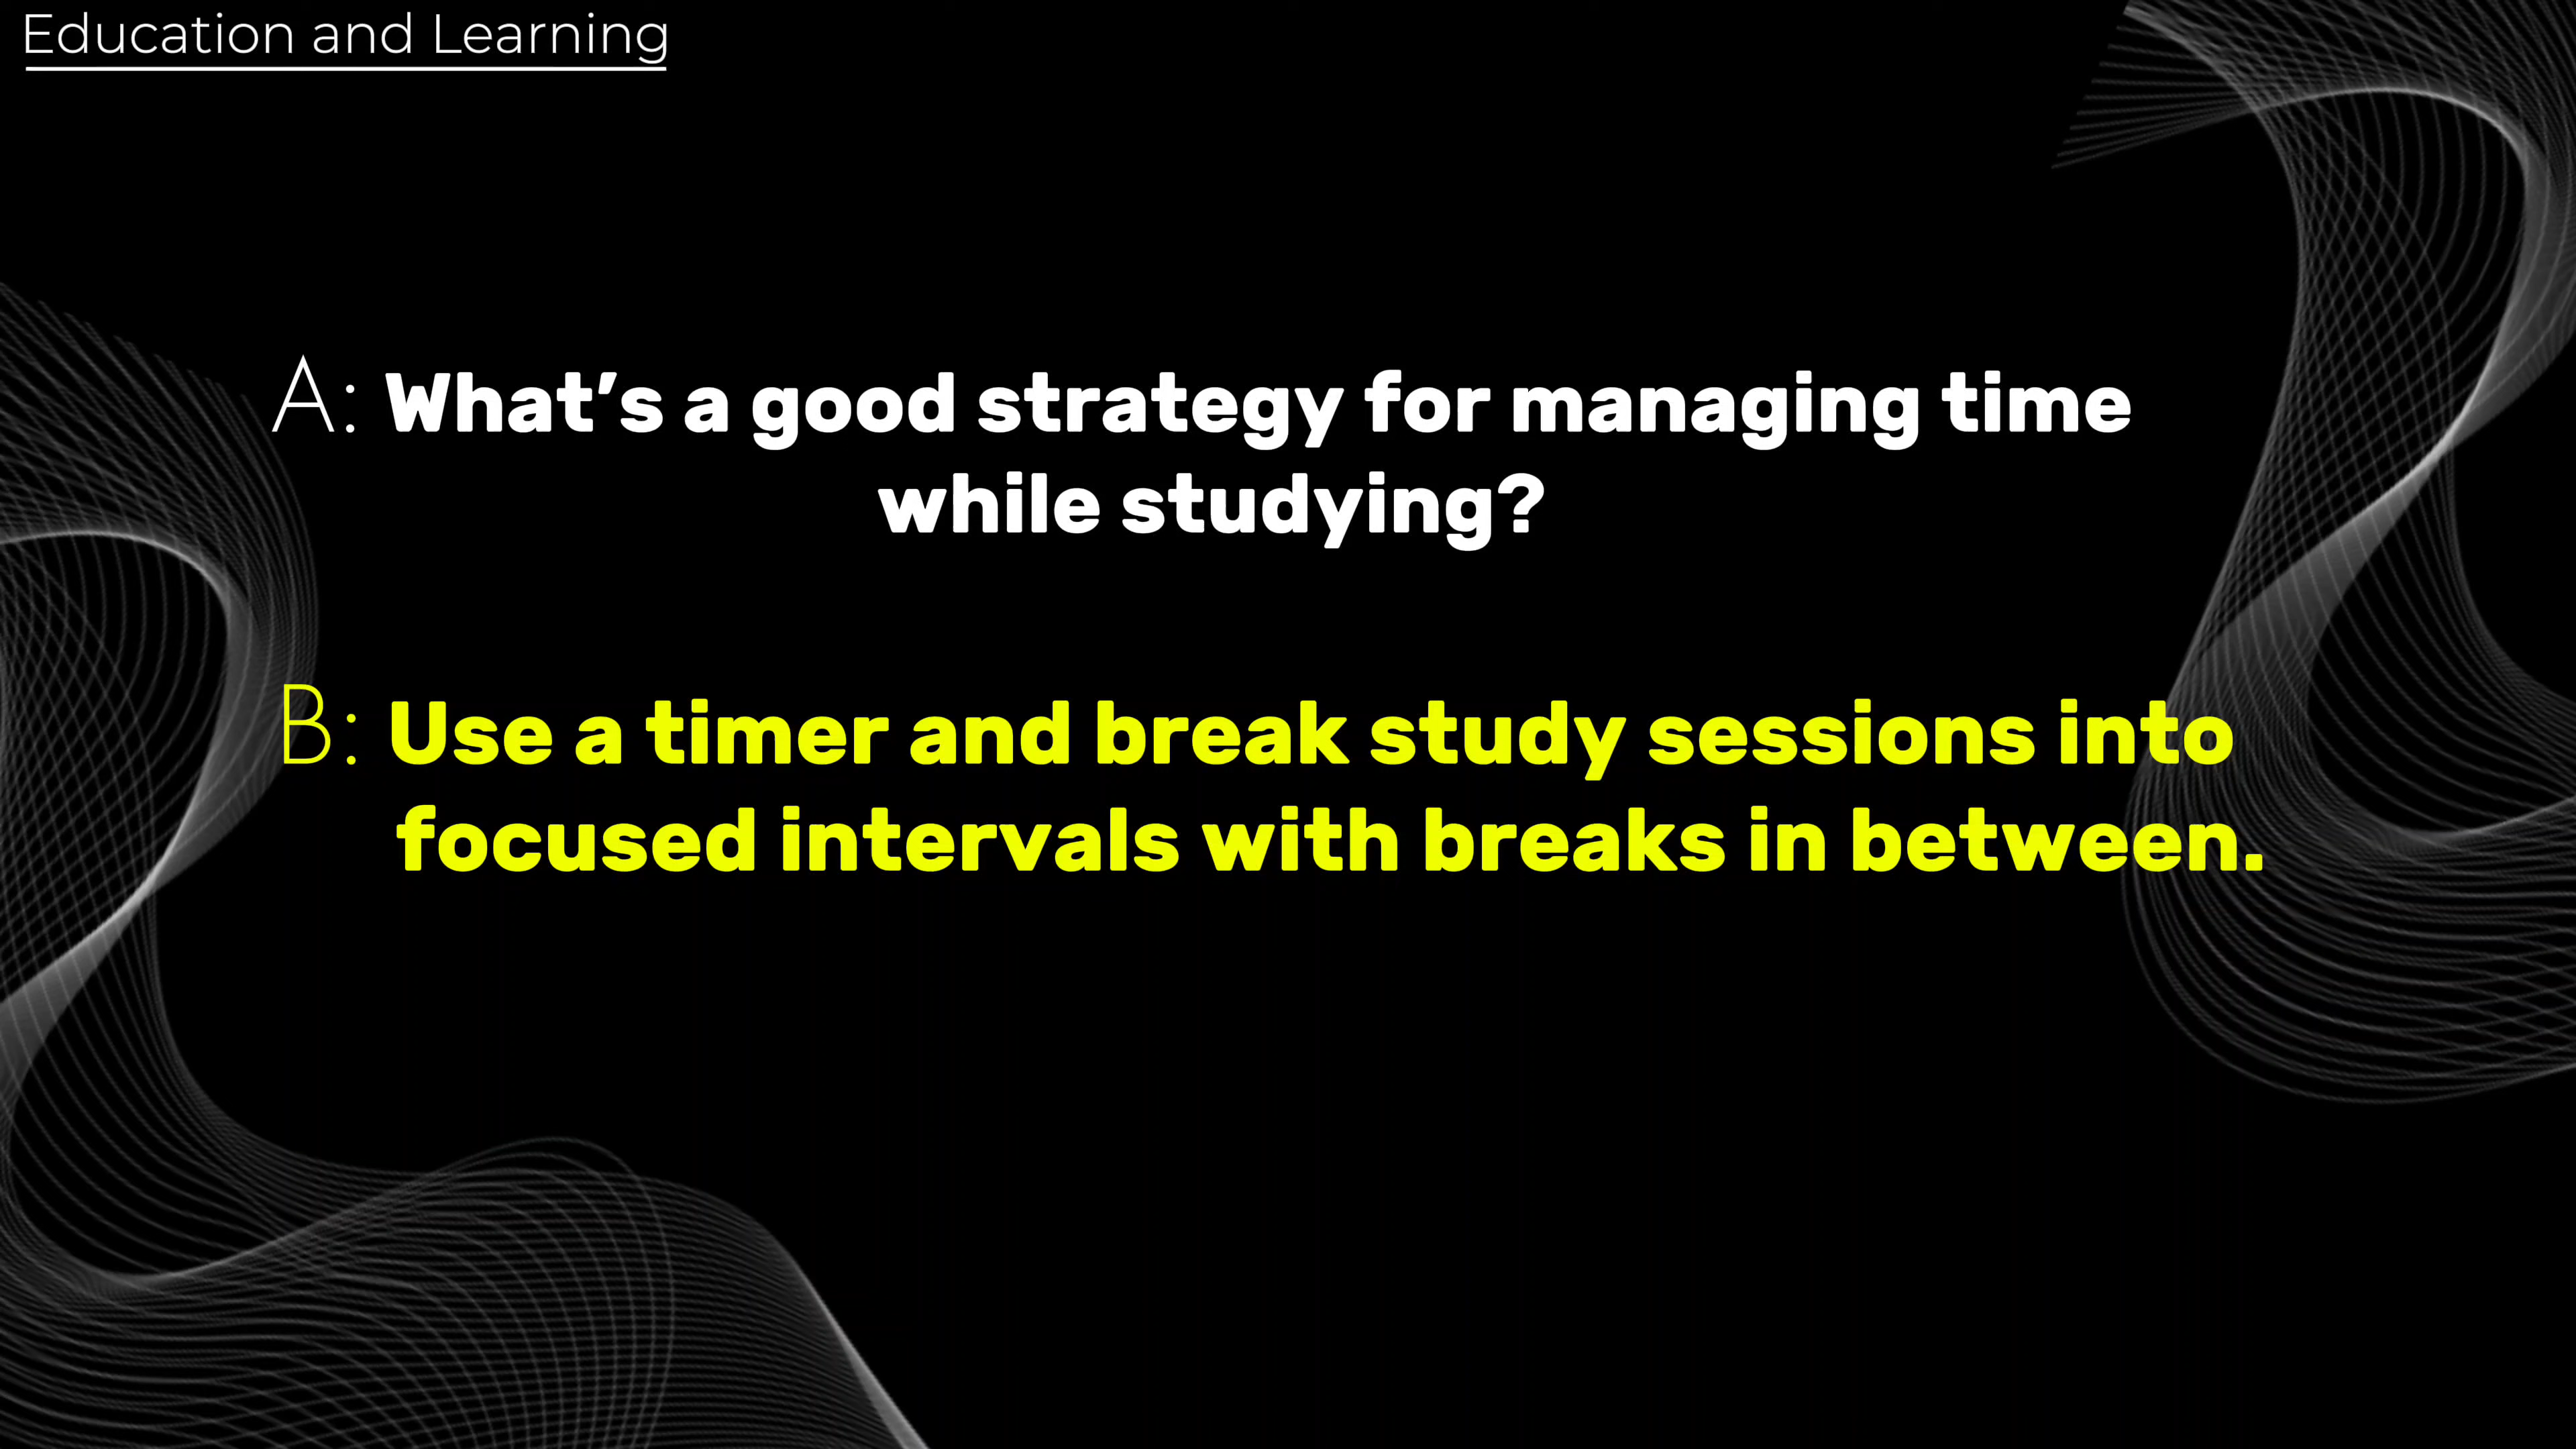 Education and Learning
A: What’s a good strategy for managing time
while studying?
B: Use a timer and break study sessions into
focused intervals with breaks in between.